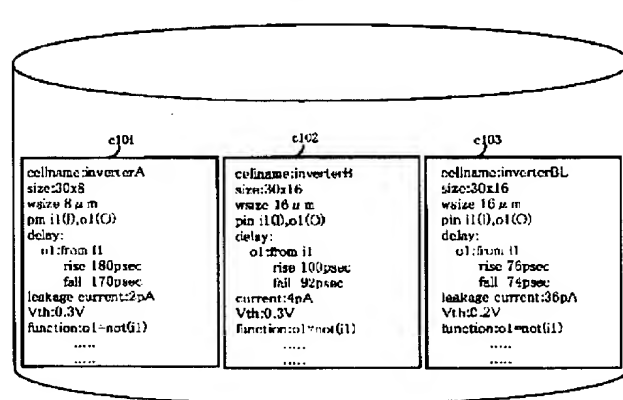 c101
cellname:inverterA
size:30x8
wsize 8μm
pin i1(I),o1(O)
delay:
o1:from i1
rise 180psec
fall 170psec
leakage current:2pA
Vth:0.3V
function:o1=not(i1)
.....
.....
c102
cellname:inverterB
size:30x16
wsize 16μm
pin i1(I),o1(O)
delay:
o1:from i1
rise 100psec
fall 92psec
current:4pA
Vth:0.3V
function:o1=not(i1)
.....
.....
c103
cellname:inverterBL
size:30x16
wsize 16μm
pin i1(I),o1(O)
delay:
o1:from i1
rise 76psec
fall 74psec
leakage current:36pA
Vth:0.2V
function:o1=not(i1)
.....
.....